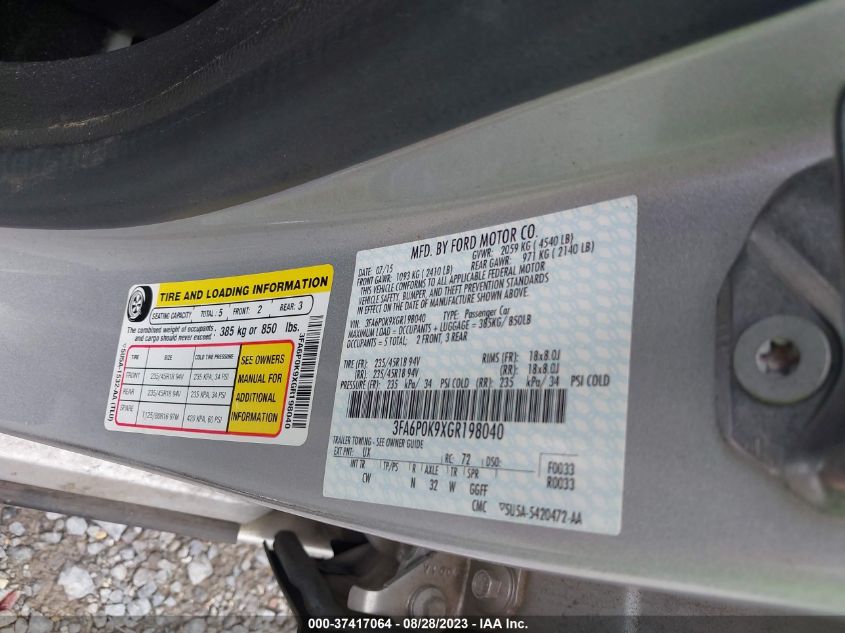 TIRE AND LOADING INFORMATION
SEATING CAPACITY TOTAL: 5 FRONT: 2 REAR: 3
The combined weight of occupants and cargo should never exceed : 385 kg or 850 lbs.
TIRE SIZE COLD TIRE PRESSURE
FRONT 235/45R18 94V 235 KPA, 34 PSI
REAR 235/45R18 94V 235 KPA, 34 PSI
SPARE T125/80R16 97M 420 KPA, 60 PSI
SEE OWNERS
MANUAL FOR
ADDITIONAL
INFORMATION
5U5A-1532-AA (TLU)
3FA6P0K9XGR198040
MFD. BY FORD MOTOR CO.
DATE: 07/15 GVWR: 2059 KG ( 4540 LB)
FRONT GAWR: 1093 KG ( 2410 LB) REAR GAWR: 971 KG ( 2140 LB)
THIS VEHICLE CONFORMS TO ALL APPLICABLE FEDERAL MOTOR
VEHICLE SAFETY, BUMPER, AND THEFT PREVENTION STANDARDS
IN EFFECT ON THE DATE OF MANUFACTURE SHOWN ABOVE.
VIN: 3FA6P0K9XGR198040 TYPE: Passenger Car
MAXIMUM LOAD = OCCUPANTS + LUGGAGE = 385KG/ 850LB
OCCUPANTS = 5 TOTAL: 2 FRONT, 3 REAR
TIRE (FR): 235/45R18 94V RIMS (FR): 18x8.0J
(RR): 235/45R18 94V (RR): 18x8.0J
PRESSURE (FR): 235 kPa/ 34 PSI COLD (RR): 235 kPa/ 34 PSI COLD
3FA6P0K9XGR198040
TRAILER TOWING - SEE OWNER GUIDE
EXT PNT: UX RC: 72 DSO:
INT TR TP/PS R AXLE TR SPR F0033
CW N 32 W GGFF R0033
CMC 5U5A-5420472-AA
000-37417064 - 08/28/2023 - IAA Inc.